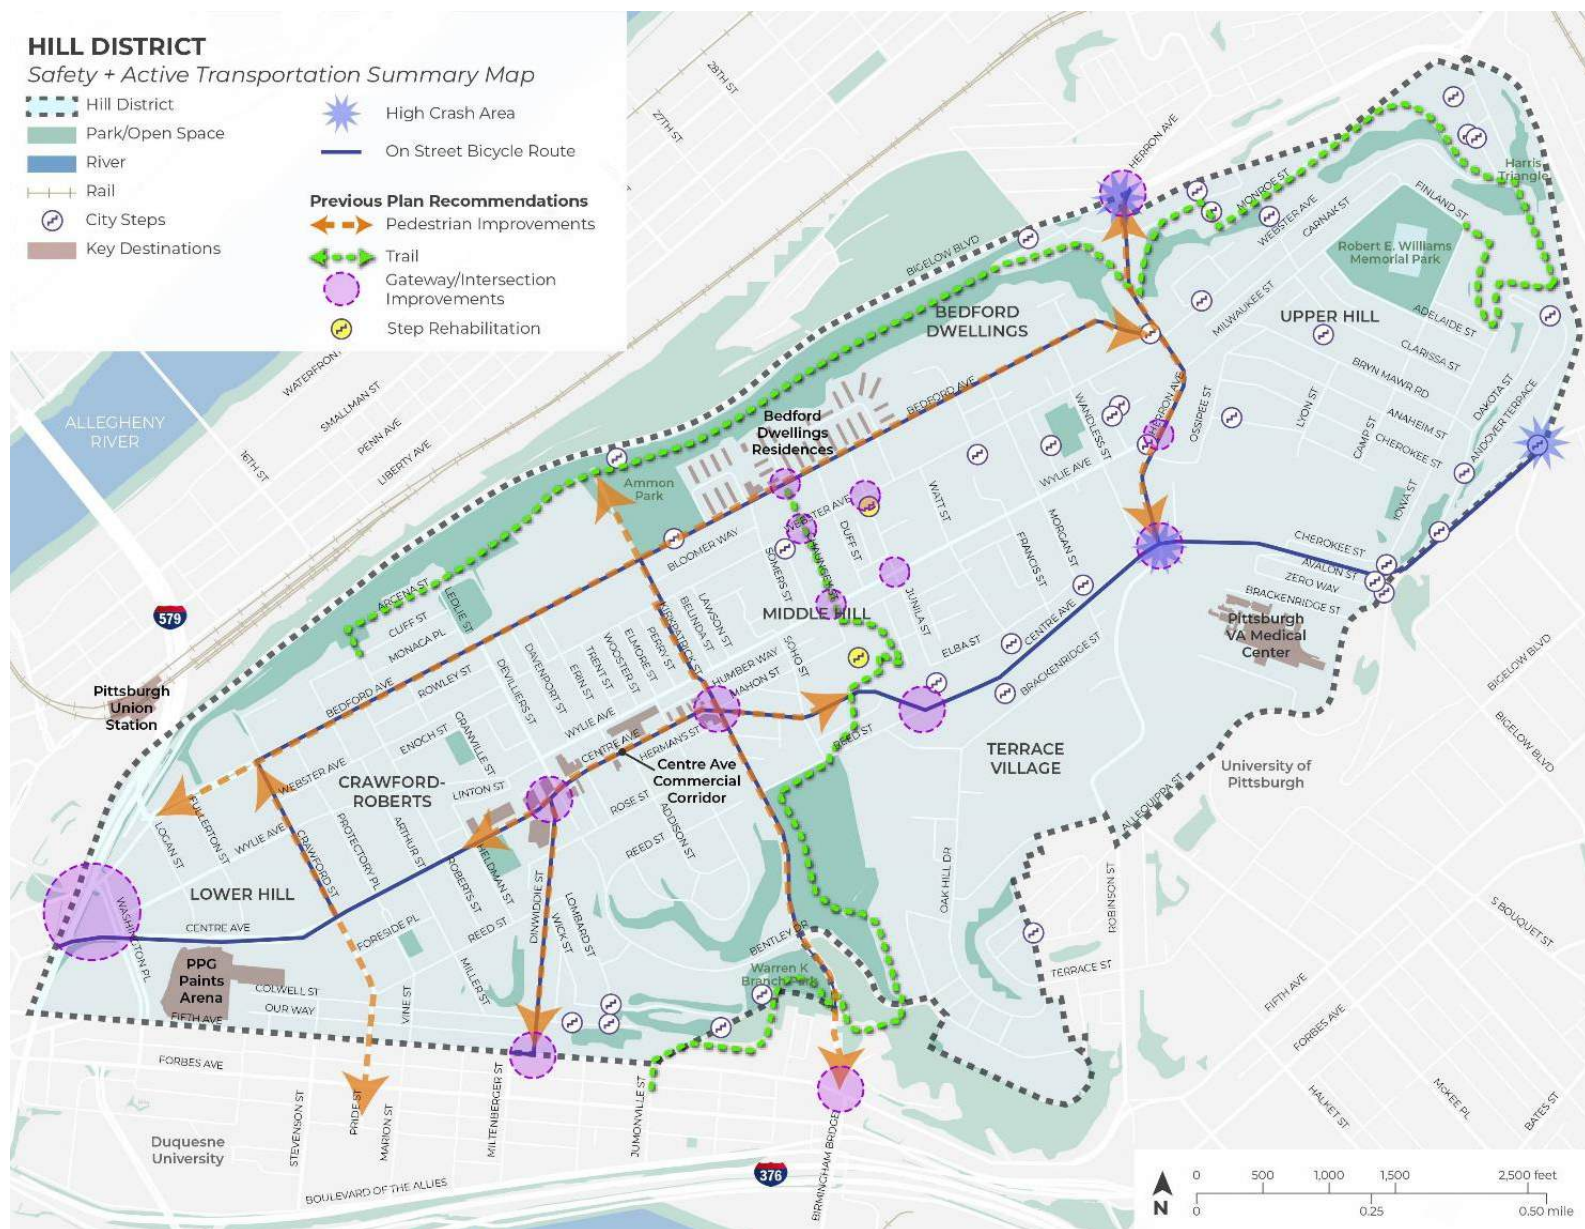 HILL DISTRICT
Safety + Active Transportation Summary Map
Hill District
Park/Open Space
River
Rail
City Steps
Key Destinations
High Crash Area
On Street Bicycle Route
Previous Plan Recommendations
Pedestrian Improvements
Trail
Gateway/Intersection
Improvements
Step Rehabilitation
28TH ST
27TH ST
HERRON AVE
WATERFRONT
SMALLMAN ST
PENN AVE
LIBERTY AVE
16TH ST
ALLEGHENY
RIVER
579
BIGELOW BLVD
MONROE ST
WEBSTER AVE
CARNAK ST
FINLAND ST
Harris
Triangle
Robert E. Williams
Memorial Park
MILWAUKEE ST
UPPER HILL
ADELAIDE ST
CLARISSA ST
BRYN MAWR RD
ANAHEIM ST
CHEROKEE ST
DAKOTA ST
ANDOVER TERRACE
LYON ST
CAMP ST
IOWA ST
OSSIPEE ST
HERRON AVE
BEDFORD
DWELLINGS
BEDFORD AVE
Bedford
Dwellings
Residences
WANDLESS ST
WYLIE AVE
WATT ST
MORGAN ST
FRANCIS ST
Ammon
Park
BLOOMER WAY
WEBSTER AVE
DUFF ST
CHAUNCEY ST
SOMERS ST
MIDDLE HILL
JUNILA ST
ELBA ST
CENTRE AVE
BRACKENRIDGE ST
CHEROKEE ST
AVALON ST
ZERO WAY
BRACKENRIDGE ST
Pittsburgh
VA Medical
Center
ARCENA ST
CLIFF ST
MONACA PL
LEDLIE ST
BEDFORD AVE
ROWLEY ST
DEVILLIERS ST
DAVENPORT ST
ERIN ST
TRENT ST
WOOSTER ST
ELMORE ST
PERRY ST
KIRKPATRICK ST
BELINDA ST
LAWSON ST
SOHO ST
HUMBER WAY
MAHON ST
WYLIE AVE
CENTRE AVE
HERMANS ST
REED ST
Pittsburgh
Union
Station
ENOCH ST
GRANVILLE ST
WEBSTER AVE
LINTON ST
CRAWFORD-
ROBERTS
Centre Ave
Commercial
Corridor
ROSE ST
ADDISON ST
REED ST
TERRACE
VILLAGE
University of
Pittsburgh
BIGELOW BLVD
BIGELOW BLVD
ALLEQUIPPA ST
FULLERTON ST
LOGAN ST
WYLIE AVE
CRAWFORD ST
PROTECTORY PL
ARTHUR ST
ROBERTS ST
HELDMAN ST
LOWER HILL
CENTRE AVE
WASHINGTON PL
FORESIDE PL
REED ST
MILLER ST
DINWIDDIE ST
WICK ST
LOMBARD ST
BENTLEY DR
Warren K
Branch Park
OAK HILL DR
ROBINSON ST
TERRACE ST
PPG
Paints
Arena
COLWELL ST
OUR WAY
FIFTH AVE
VINE ST
FORBES AVE
STEVENSON ST
PRIDE ST
MARION ST
MILTENBERGER ST
JUMONVILLE ST
BIRMINGHAM BRIDGE
Duquesne
University
BOULEVARD OF THE ALLIES
376
S BOUQUET ST
FIFTH AVE
FORBES AVE
HALKET ST
MCKEE PL
BATES ST
N
0 500 1,000 1,500 2,500 feet
0 0.25 0.50 mile